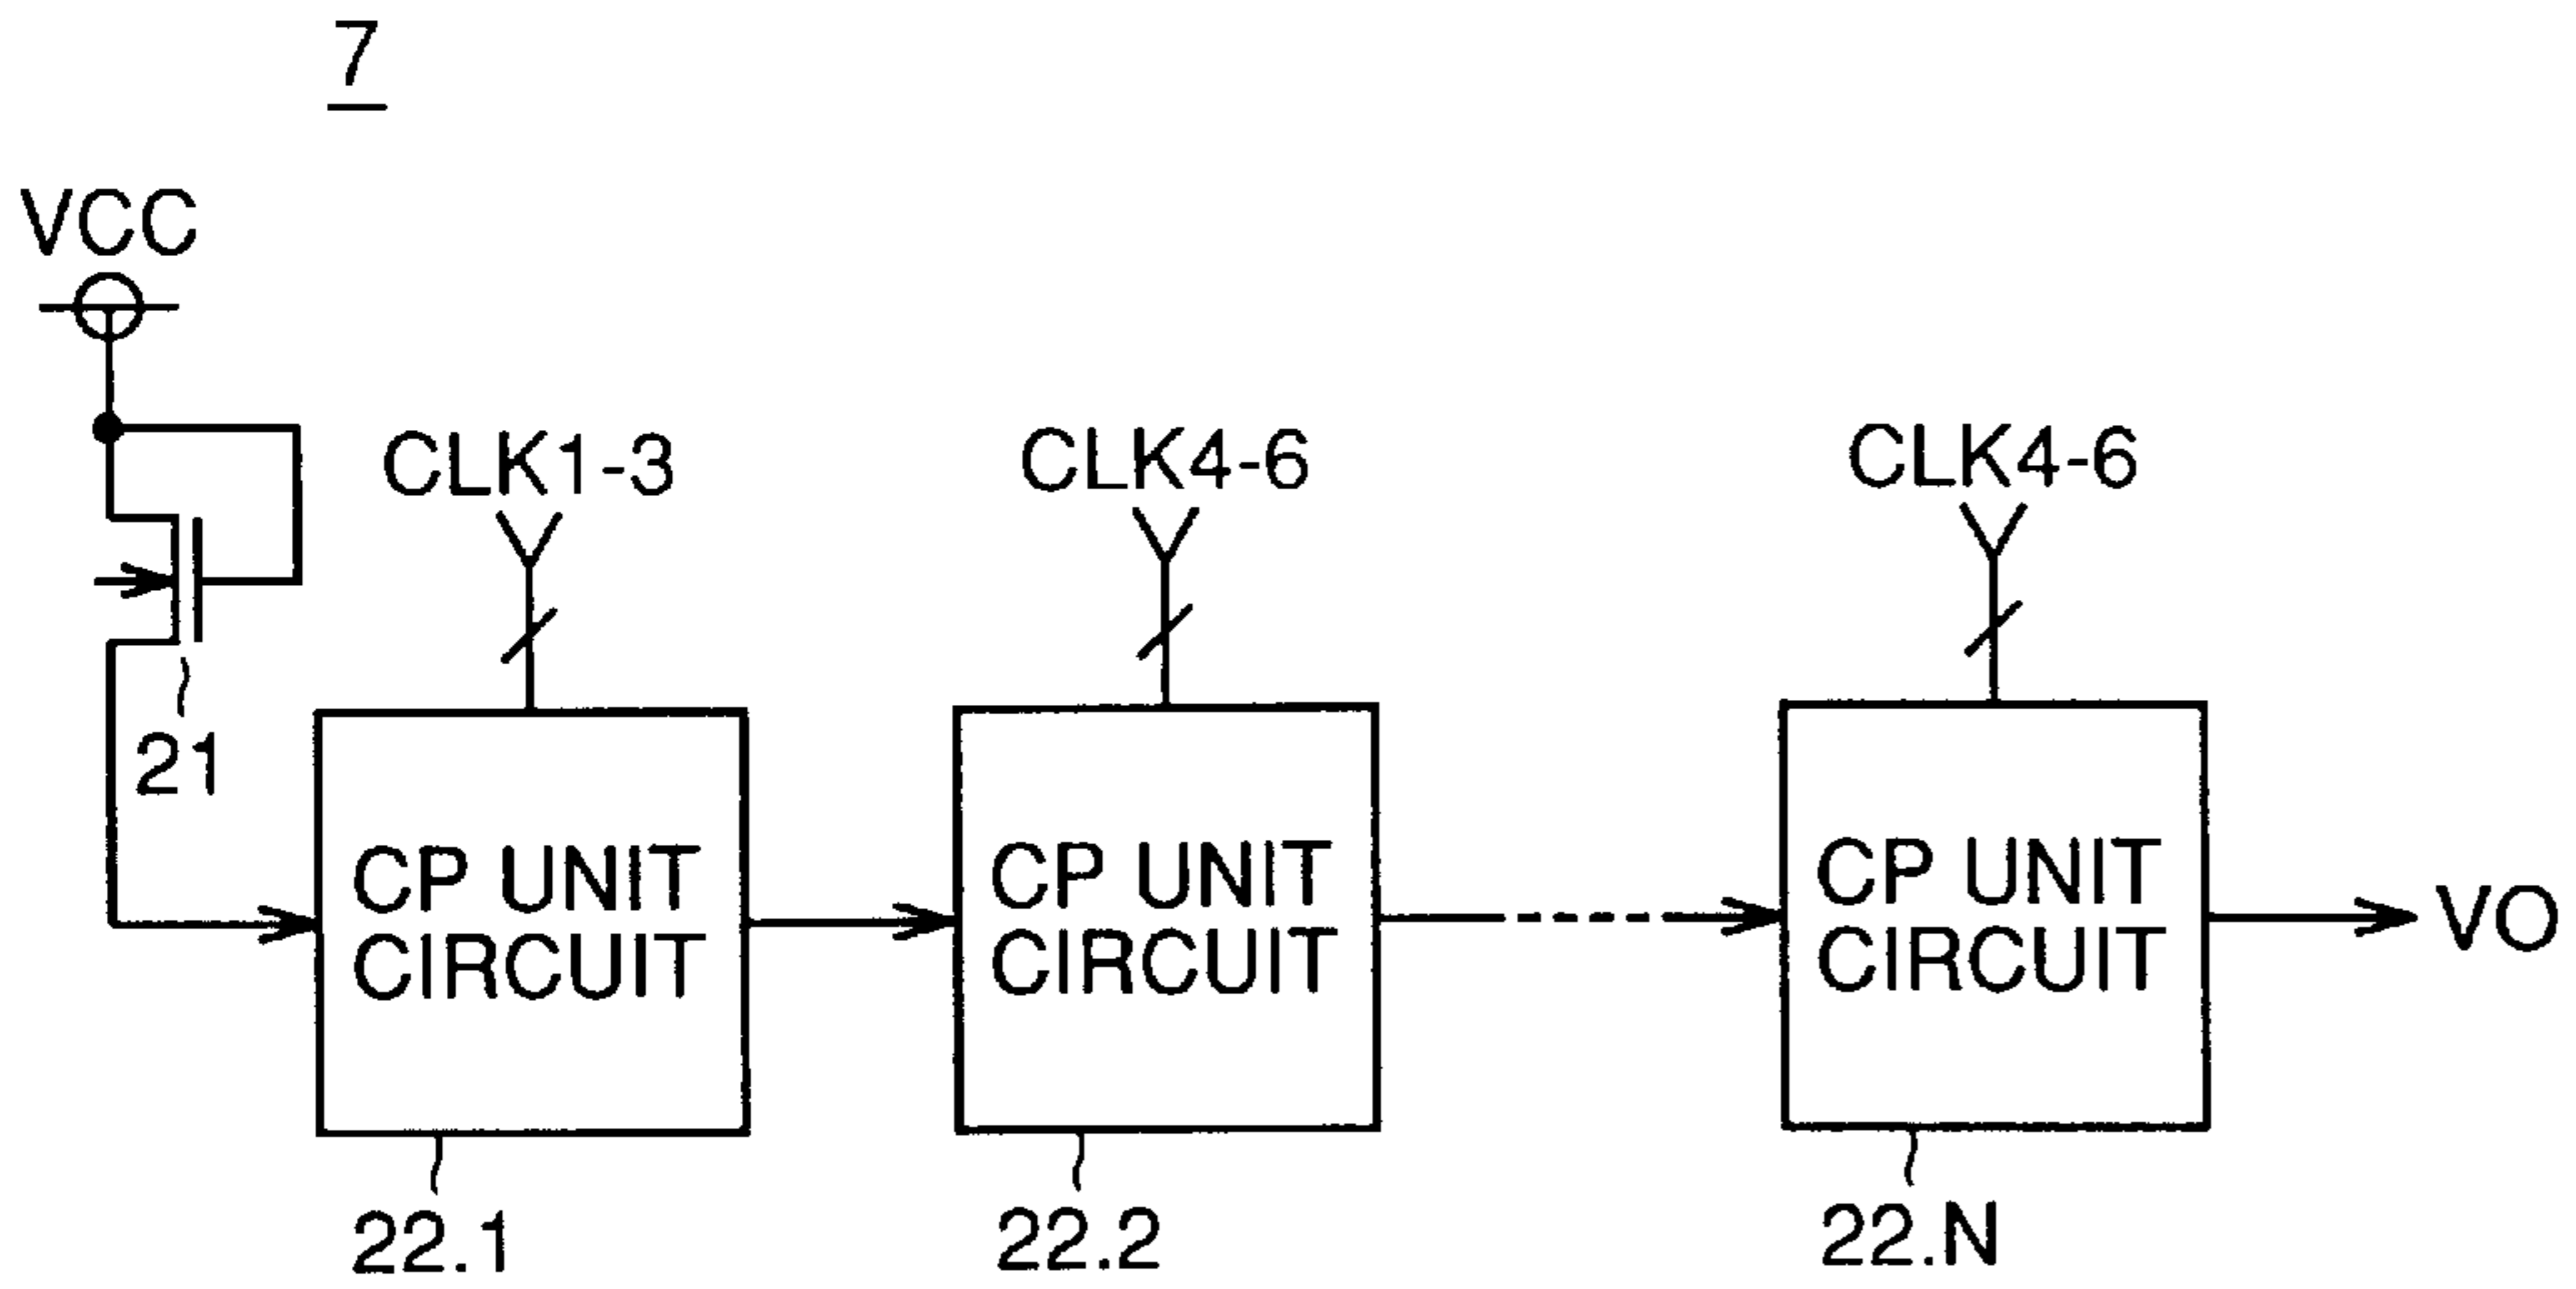 7
VCC
CLK1-3
CLK4-6
CLK4-6
21
CP UNIT
CIRCUIT
CP UNIT
CIRCUIT
CP UNIT
CIRCUIT
VO
22.1
22.2
22.N